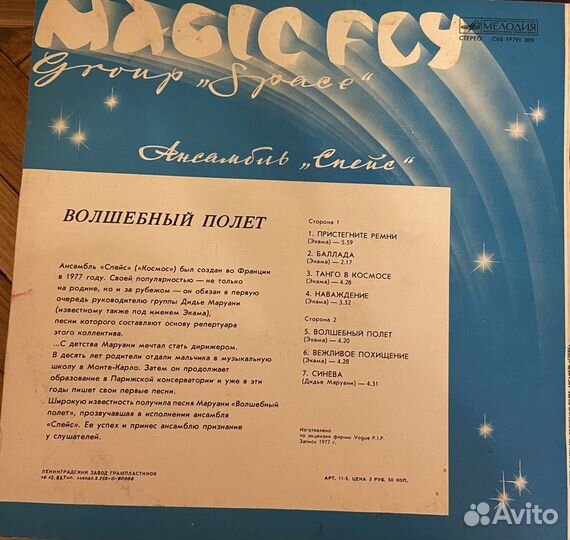 MAGIC FLY
МЕЛОДИЯ
СТЕРЕО C60 19791 009
Group „Space"
Ансамбль „Спейс"
ВОЛШЕБНЫЙ ПОЛЕТ
Ансамбль «Спейс» («Космос») был создан во Франции
в 1977 году. Своей популярностью — не только
на родине, но и за рубежом — он обязан в первую
очередь руководителю группы Дидье Маруани
(известному также под именем Экама),
песни которого составляют основу репертуара
этого коллектива.
...С детства Маруани мечтал стать дирижером.
В десять лет родители отдали мальчика в музыкальную
школу в Монте-Карло. Затем он продолжил
образование в Парижской консерватории и уже в эти
годы пишет свои первые песни.
Широкую известность получила песня Маруани «Волшебный
полет», прозвучавшая в исполнении ансамбля
«Спейс». Ее успех и принес ансамблю признание
у слушателей.
Сторона 1
1. ПРИСТЕГНИТЕ РЕМНИ
(Экама) — 5.59
2. БАЛЛАДА
(Экама) — 2.17
3. ТАНГО В КОСМОСЕ
(Экама) — 4.28
4. НАВАЖДЕНИЕ
(Экама) — 3.32
Сторона 2
5. ВОЛШЕБНЫЙ ПОЛЕТ
(Экама) — 4.20
6. ВЕЖЛИВОЕ ПОХИЩЕНИЕ
(Экама) — 4.28
7. СИНЕВА
(Дидье Маруани) — 4.31
Изготовлено
по лицензии фирмы Vogue P.I.P.
Запись 1977 г.
ЛЕНИНГРАДСКИЙ ЗАВОД ГРАМПЛАСТИНОК
АРТ. 11-5. ЦЕНА 3 РУБ. 50 КОП.
Avito